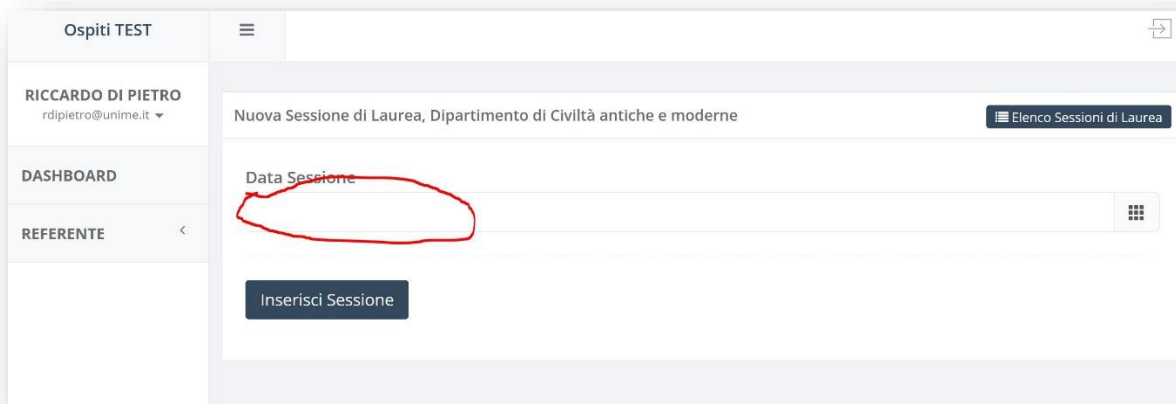 Ospiti TEST
RICCARDO DI PIETRO
rdipietro@unime.it
DASHBOARD
REFERENTE
Nuova Sessione di Laurea, Dipartimento di Civiltà antiche e moderne
Elenco Sessioni di Laurea
Data Sessione
Inserisci Sessione